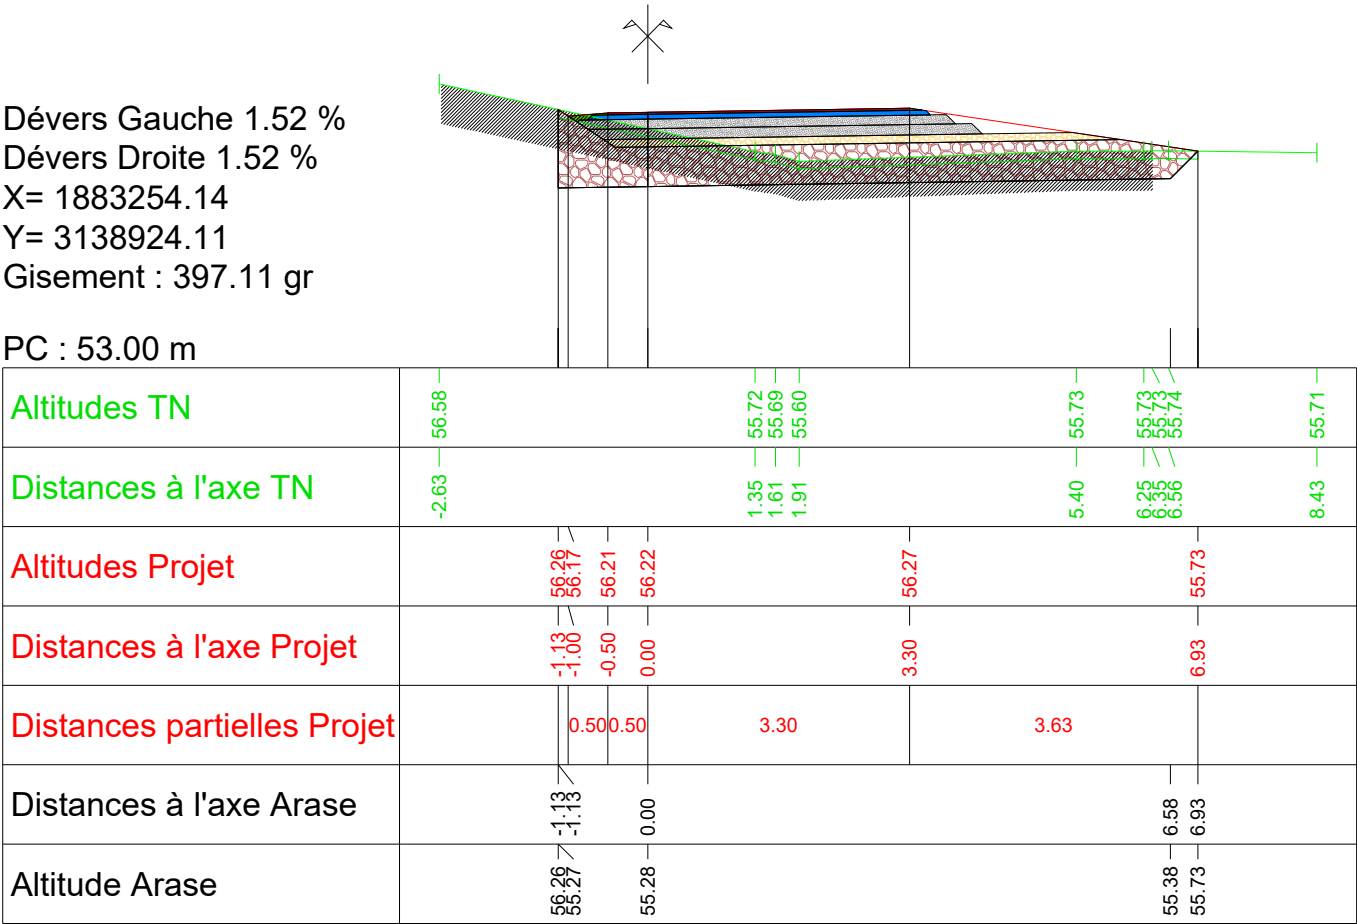 Dévers Gauche 1.52 %
Dévers Droite 1.52 %
X= 1883254.14
Y= 3138924.11
Gisement : 397.11 gr
PC : 53.00 m
Altitudes TN 56.58 55.72 55.69 55.60 55.73 55.73 55.73 55.74 55.71
Distances à l'axe TN -2.63 1.35 1.61 1.91 5.40 6.25 6.35 6.56 8.43
Altitudes Projet 56.26 56.17 56.21 56.22 56.27 55.73
Distances à l'axe Projet -1.13 -1.00 -0.50 0.00 3.30 6.93
Distances partielles Projet 0.50 0.50 3.30 3.63
Distances à l'axe Arase -1.13 -1.13 0.00 6.58 6.93
Altitude Arase 56.26 55.27 55.28 55.38 55.73